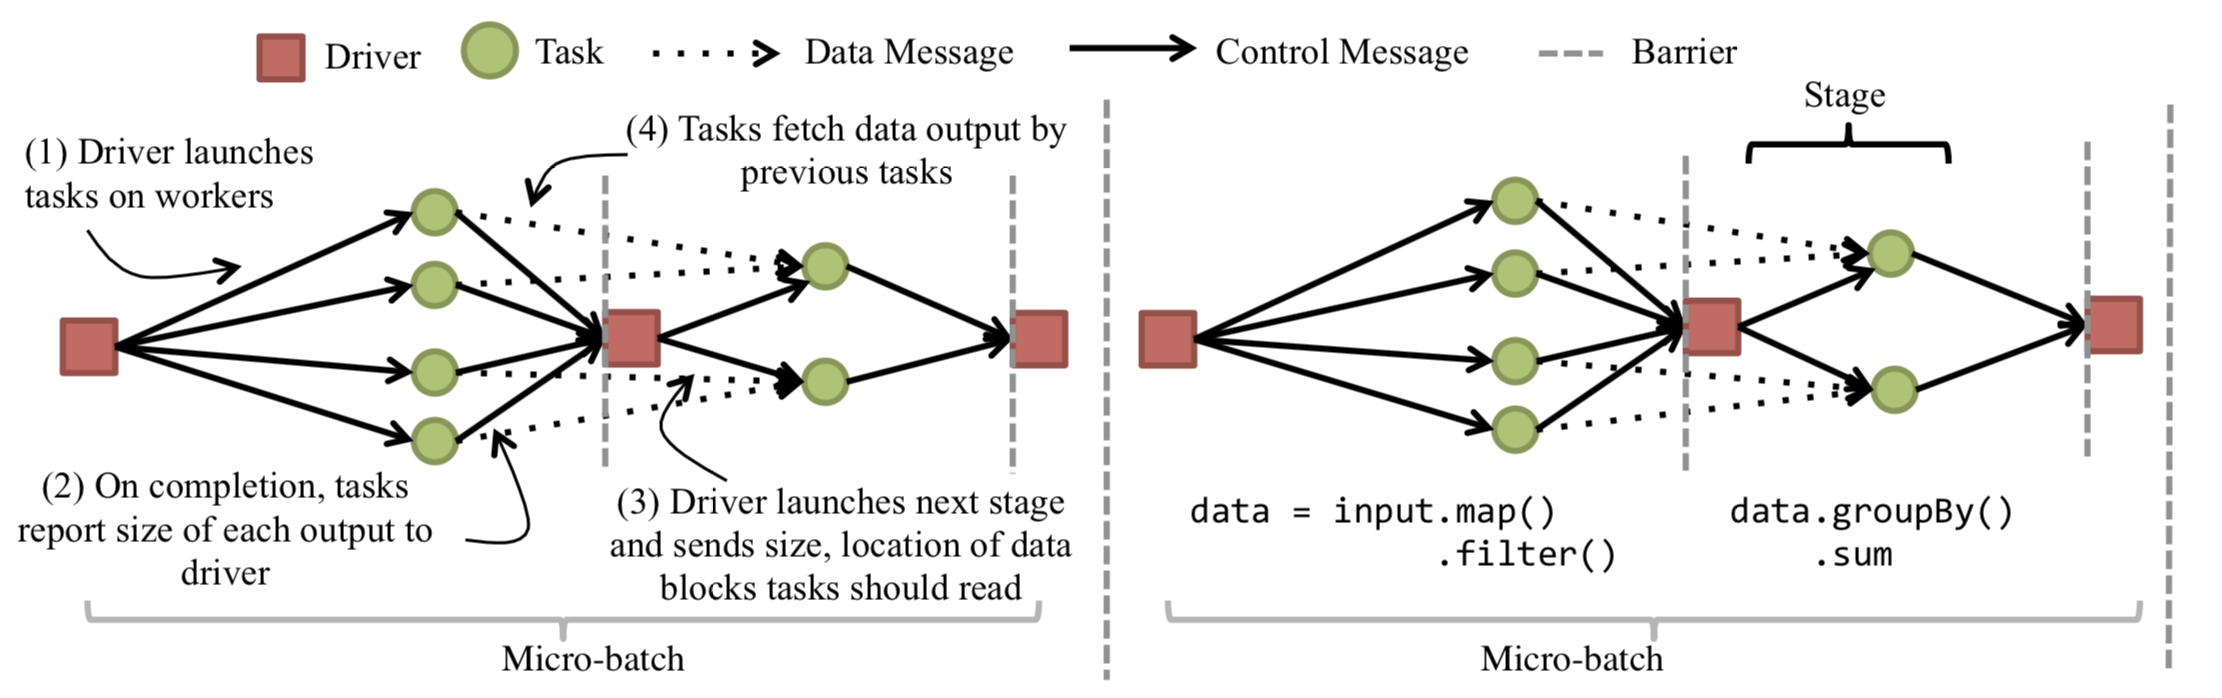 Driver
Task
Data Message
Control Message
Barrier
(1) Driver launches
tasks on workers
(4) Tasks fetch data output by
previous tasks
Stage
(2) On completion, tasks
report size of each output to
driver
(3) Driver launches next stage
and sends size, location of data
blocks tasks should read
data = input.map()
.filter()
data.groupBy()
.sum
Micro-batch
Micro-batch